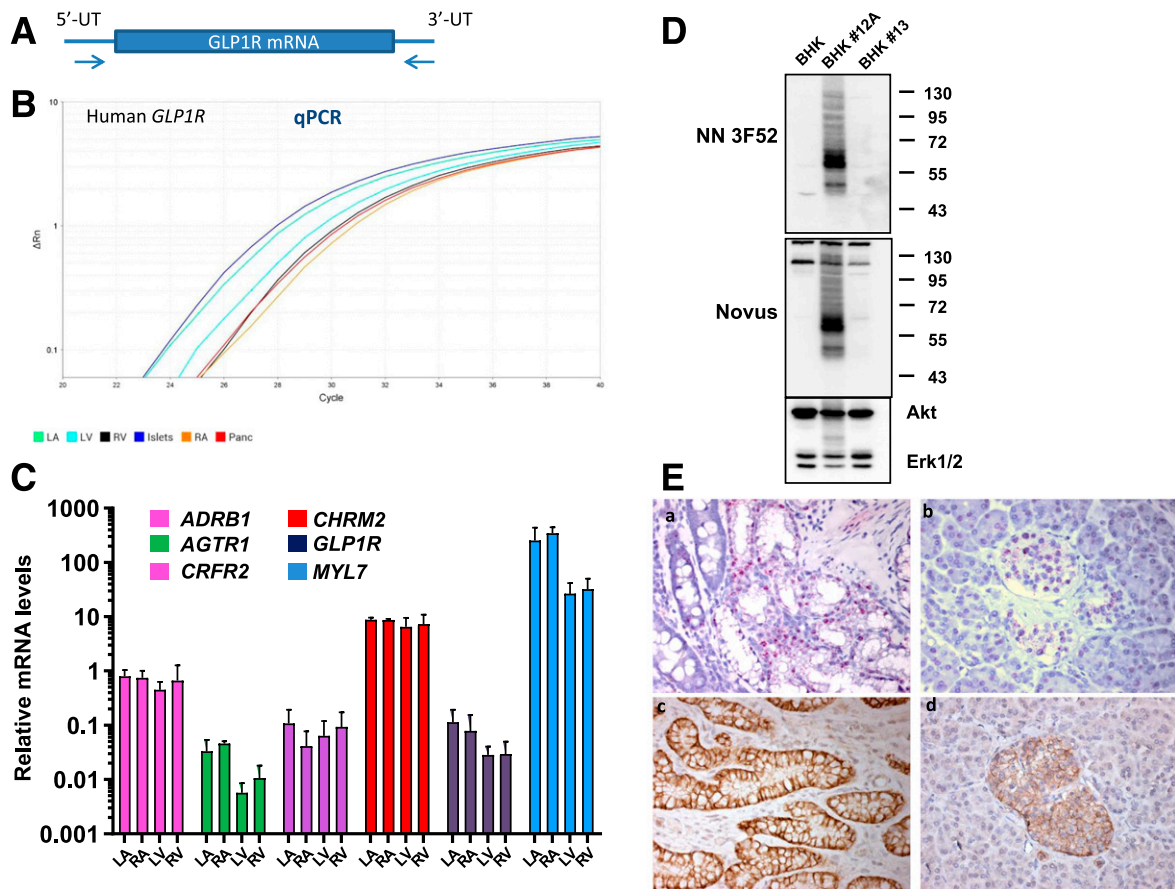 A
5’-UT
3’-UT
GLP1R mRNA
B
Human GLP1R
qPCR
10
1
0.1
ΔRn
20 22 24 26 28 30 32 34 36 38 40
Cycle
LA LV RV Islets RA Panc
C
Relative mRNA levels
1000
100
10
1
0.1
0.01
0.001
ADRB1 CHRM2
AGTR1 GLP1R
CRFR2 MYL7
LA RA LV RV LA RA LV RV LA RA LV RV LA RA LV RV LA RA LV RV LA RA LV RV
D
BHK BHK #12A BHK #13
NN 3F52
130
95
72
55
43
Novus
130
95
72
55
43
Akt
Erk1/2
E
a b
c d